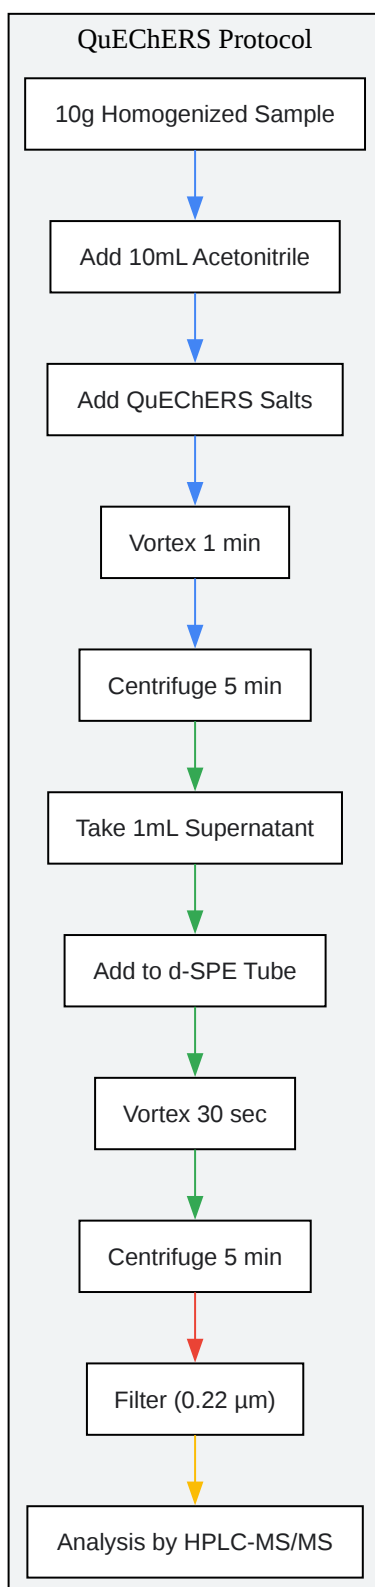 QuEChERS Protocol
10g Homogenized Sample
Add 10mL Acetonitrile
Add QuEChERS Salts
Vortex 1 min
Centrifuge 5 min
Take 1mL Supernatant
Add to d-SPE Tube
Vortex 30 sec
Centrifuge 5 min
Filter (0.22 µm)
Analysis by HPLC-MS/MS